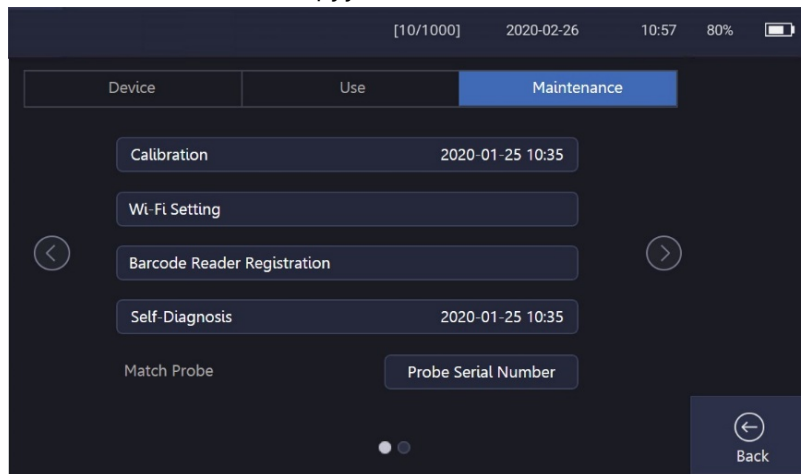 [10/1000] 2020-02-26 10:57 80%
Device Use Maintenance
Calibration 2020-01-25 10:35
Wi-Fi Setting
Barcode Reader Registration
Self-Diagnosis 2020-01-25 10:35
Match Probe Probe Serial Number
Back